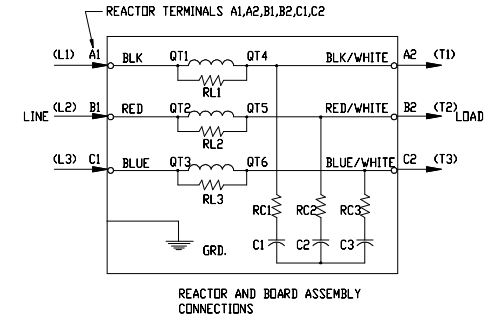 REACTOR TERMINALS A1,A2,B1,B2,C1,C2
(L1) A1 BLK QT1 QT4 BLK/WHITE A2 (T1)
RL1
LINE (L2) B1 RED QT2 QT5 RED/WHITE B2 (T2) LOAD
RL2
(L3) C1 BLUE QT3 QT6 BLUE/WHITE C2 (T3)
RL3
RC1 RC2 RC3
C1 C2 C3
GRD.
REACTOR AND BOARD ASSEMBLY
CONNECTIONS